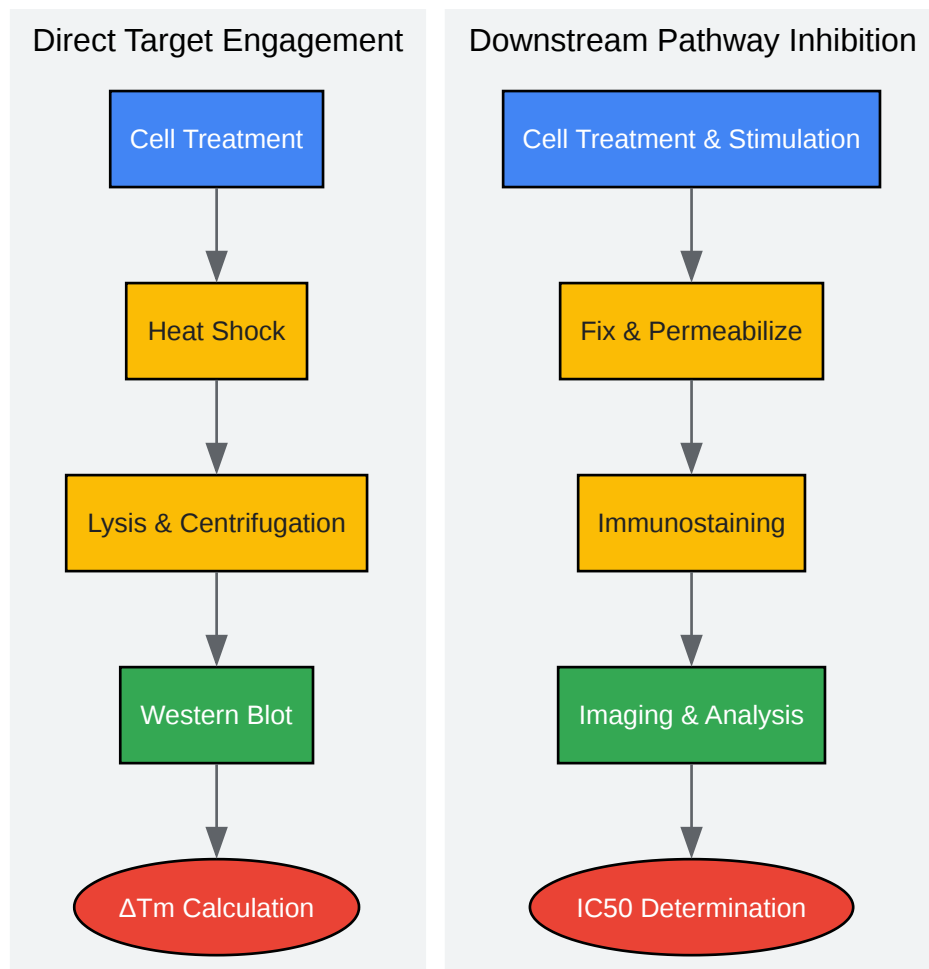 Direct Target Engagement
Cell Treatment
Heat Shock
Lysis & Centrifugation
Western Blot
ΔTm Calculation
Downstream Pathway Inhibition
Cell Treatment & Stimulation
Fix & Permeabilize
Immunostaining
Imaging & Analysis
IC50 Determination